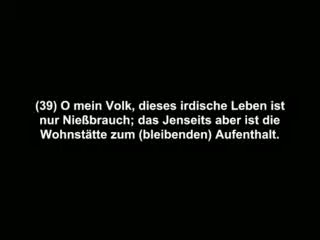 (39) O mein Volk, dieses irdische Leben ist
nur Nießbrauch; das Jenseits aber ist die
Wohnstätte zum (bleibenden) Aufenthalt.